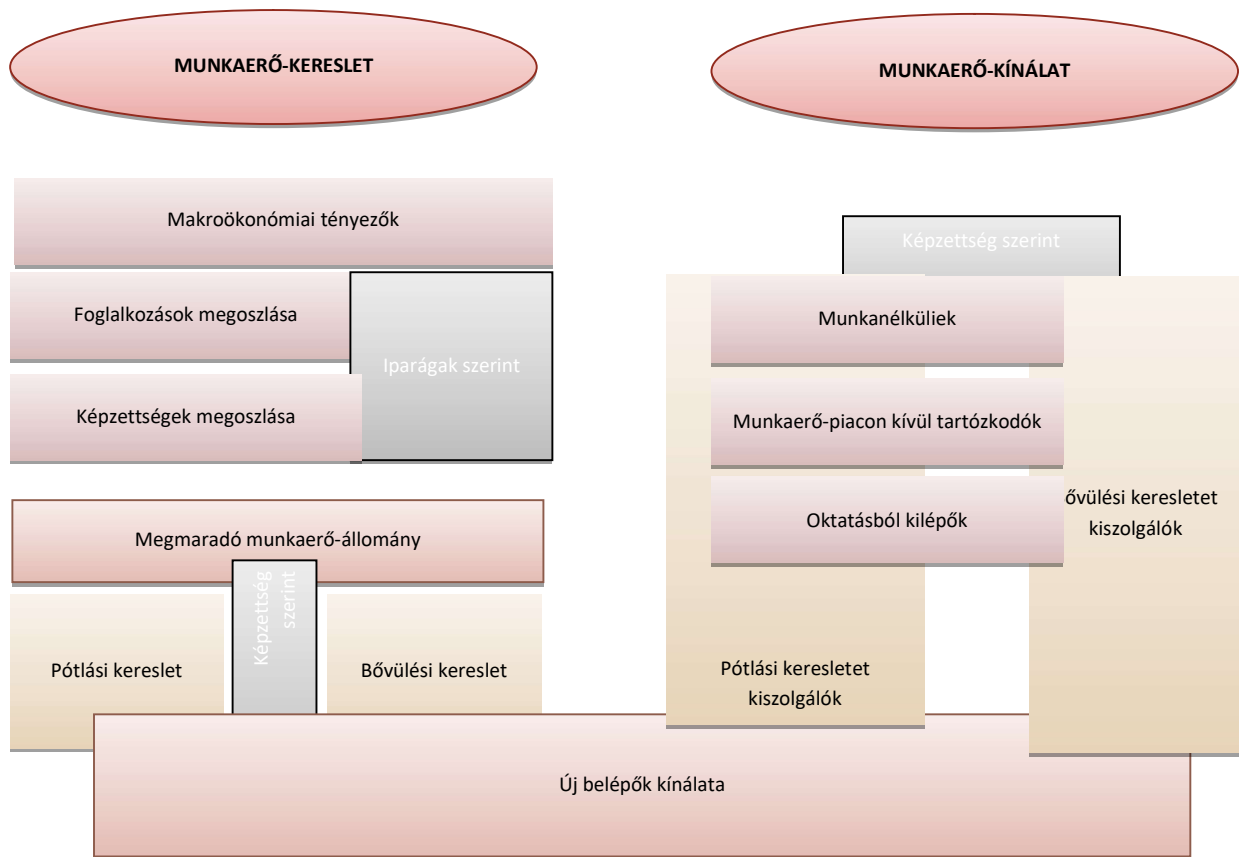 MUNKAERŐ-KERESLET
Makroökonómiai tényezők
Foglalkozások megoszlása
Iparágak szerint
Képzettségek megoszlása
Megmaradó munkaerő-állomány
Képzettség
szerint
Pótlási kereslet
Bővülési kereslet
MUNKAERŐ-KÍNÁLAT
Képzettség szerint
Munkanélküliek
Munkaerő-piacon kívül tartózkodók
Oktatásból kilépők
ővülési keresletet
kiszolgálók
Pótlási keresletet
kiszolgálók
Új belépők kínálata